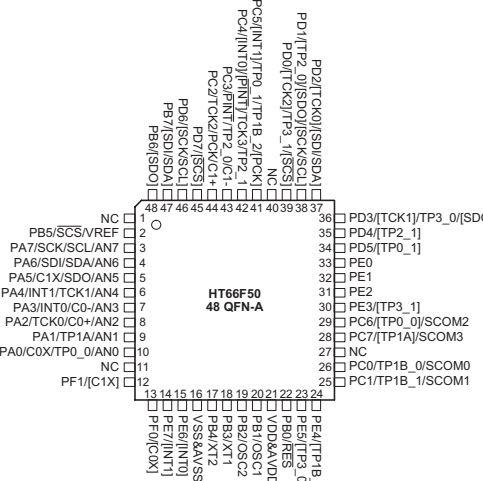 PB6/[SDO]
PB7/[SDI/SDA]
PD6/[SCK/SCL]
PD7/[SCS]
PC2/TCK2/PCK/C1+
PC3/PINT/TP2_0/C1-
PC4/[INT0]/[PINT]/TCK3/TP2_1
PC5/[INT1]/TP0_1/TP1B_2/[PCK]
NC
PD0/[TCK2]/TP3_1/[SCS]
PD1/[TP2_0]/[SDO]/[SCK/SCL]
PD2/[TCK0]/[SDI/SDA]
48 47 46 45 44 43 42 41 40 39 38 37
NC 1
PB5/SCS/VREF 2
PA7/SCK/SCL/AN7 3
PA6/SDI/SDA/AN6 4
PA5/C1X/SDO/AN5 5
PA4/INT1/TCK1/AN4 6
PA3/INT0/C0-/AN3 7
PA2/TCK0/C0+/AN2 8
PA1/TP1A/AN1 9
PA0/C0X/TP0_0/AN0 10
NC 11
PF1/[C1X] 12
HT66F50
48 QFN-A
36 PD3/[TCK1]/TP3_0/[SDO
35 PD4/[TP2_1]
34 PD5/[TP0_1]
33 PE0
32 PE1
31 PE2
30 PE3/[TP3_1]
29 PC6/[TP0_0]/SCOM2
28 PC7/[TP1A]/SCOM3
27 NC
26 PC0/TP1B_0/SCOM0
25 PC1/TP1B_1/SCOM1
13 14 15 16 17 18 19 20 21 22 23 24
PF0/[C0X]
PE7/[INT1]
PE6/[INT0]
VSS&AVSS
PB4/XT2
PB3/XT1
PB2/OSC2
PB1/OSC1
VDD&AVDD
PB0/RES
PE5/[TP3_0
PE4/[TP1B_